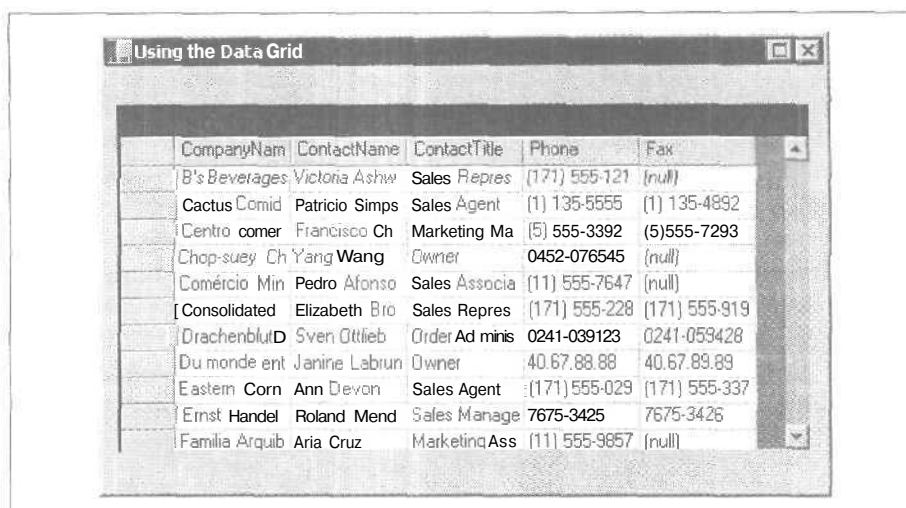 Using the Data Grid
CompanyNam ContactName ContactTitle Phone Fax
B's Beverages Victoria Ashw Sales Repres (171) 555-121 (null)
Cactus Comid Patricio Simps Sales Agent (1) 135-5555 (1) 135-4892
Centro comer Francisco Ch Marketing Ma (5) 555-3392 (5)555-7293
Chop-suey Ch Yang Wang Owner 0452-076545 (null)
Comércio Min Pedro Afonso Sales Associa (11) 555-7647 (null)
Consolidated Elizabeth Bro Sales Repres (171) 555-228 (171) 555-919
Drachenblut D Sven Ottlieb Order Ad minis 0241-039123 0241-059428
Du monde ent Janine Labrun Owner 40.67.88.88 40.67.89.89
Eastern Corn Ann Devon Sales Agent (171) 555-029 (171) 555-337
Ernst Handel Roland Mend Sales Manage 7675-3425 7675-3426
Familia Arquib Aria Cruz Marketing Ass (11) 555-9857 (null)